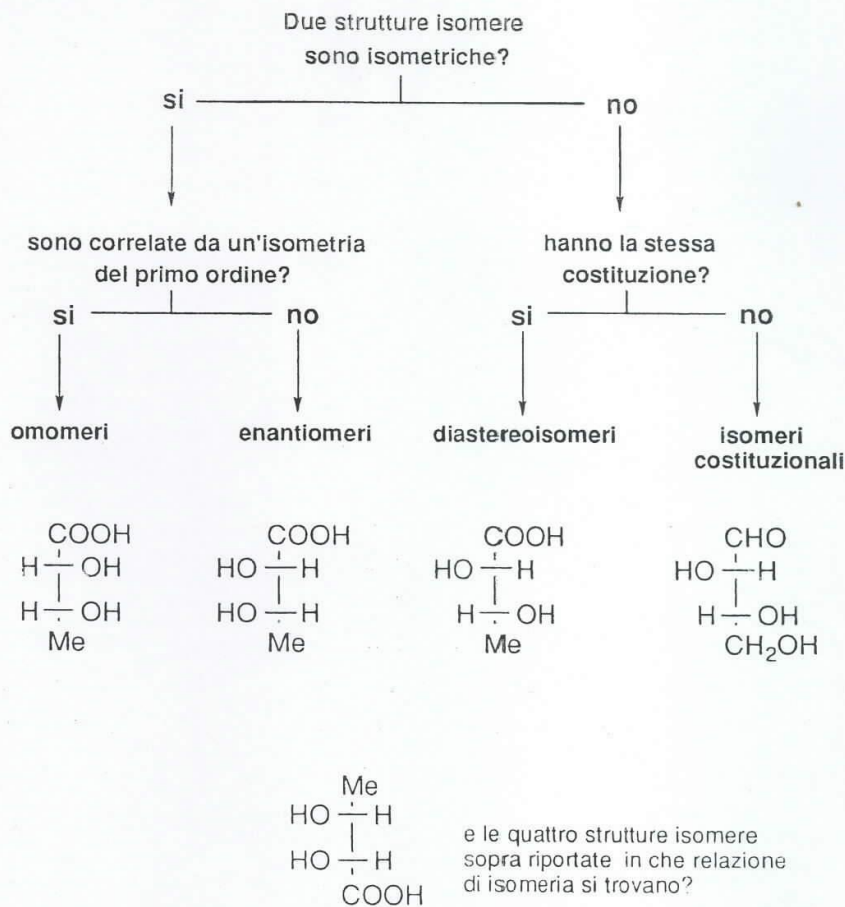 Due strutture isomere
sono isometriche?
si
no
sono correlate da un'isometria
del primo ordine?
hanno la stessa
costituzione?
si
no
si
no
omomeri
enantiomeri
diastereoisomeri
isomeri
costituzionali
COOH
H OH
H OH
Me
COOH
HO H
HO H
Me
COOH
HO H
H OH
Me
CHO
HO H
H OH
CH₂OH
Me
HO H
HO H
COOH
e le quattro strutture isomere
sopra riportate in che relazione
di isomeria si trovano?